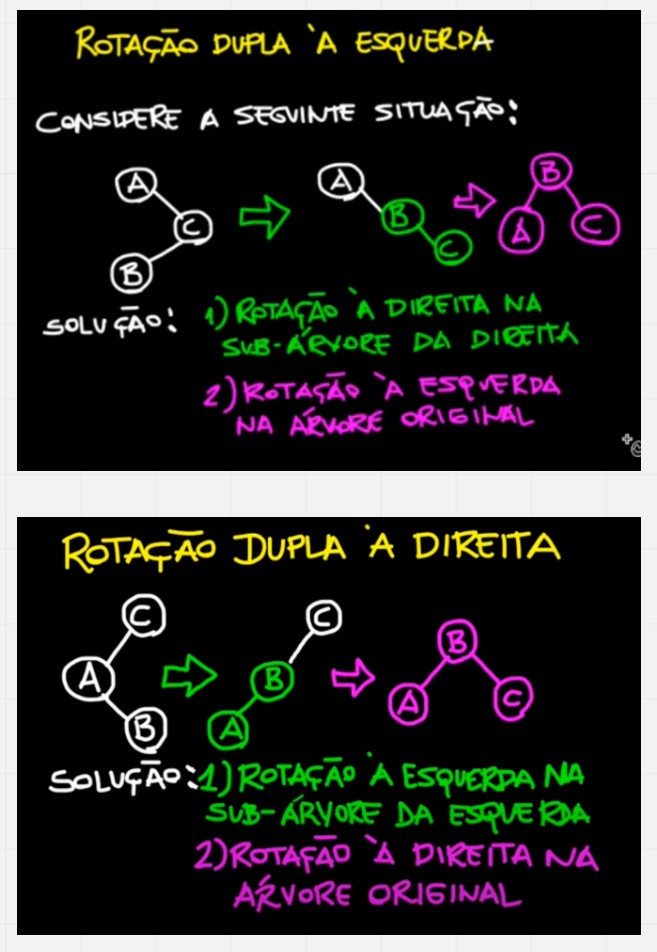 ROTAÇÃO DUPLA À ESQUERDA
CONSIDERE A SEGUINTE SITUAÇÃO:
A A B
C B A C
B C
SOLUÇÃO: 1) ROTAÇÃO À DIREITA NA
SUB-ÁRVORE DA DIREITA
2) ROTAÇÃO À ESQUERDA
NA ÁRVORE ORIGINAL
ROTAÇÃO DUPLA À DIREITA
C C B
A B A C
B A
SOLUÇÃO: 1) ROTAÇÃO À ESQUERDA NA
SUB-ÁRVORE DA ESQUERDA
2) ROTAÇÃO À DIREITA NA
ÁRVORE ORIGINAL